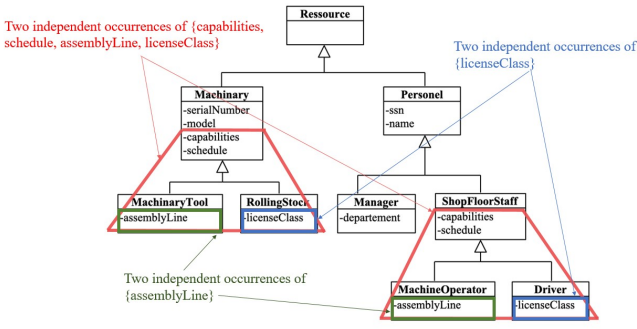 Ressource
Two independent occurrences of {capabilities,
schedule, assemblyLine, licenseClass}
Two independent occurrences of
{licenseClass}
Machinary
-serialNumber
-model
-capabilities
-schedule
Personel
-ssn
-name
MachinaryTool
-assemblyLine
RollingStock
-licenseClass
Manager
-departement
ShopFloorStaff
-capabilities
-schedule
Two independent occurrences of
{assemblyLine}
MachineOperator
-assemblyLine
Driver
-licenseClass